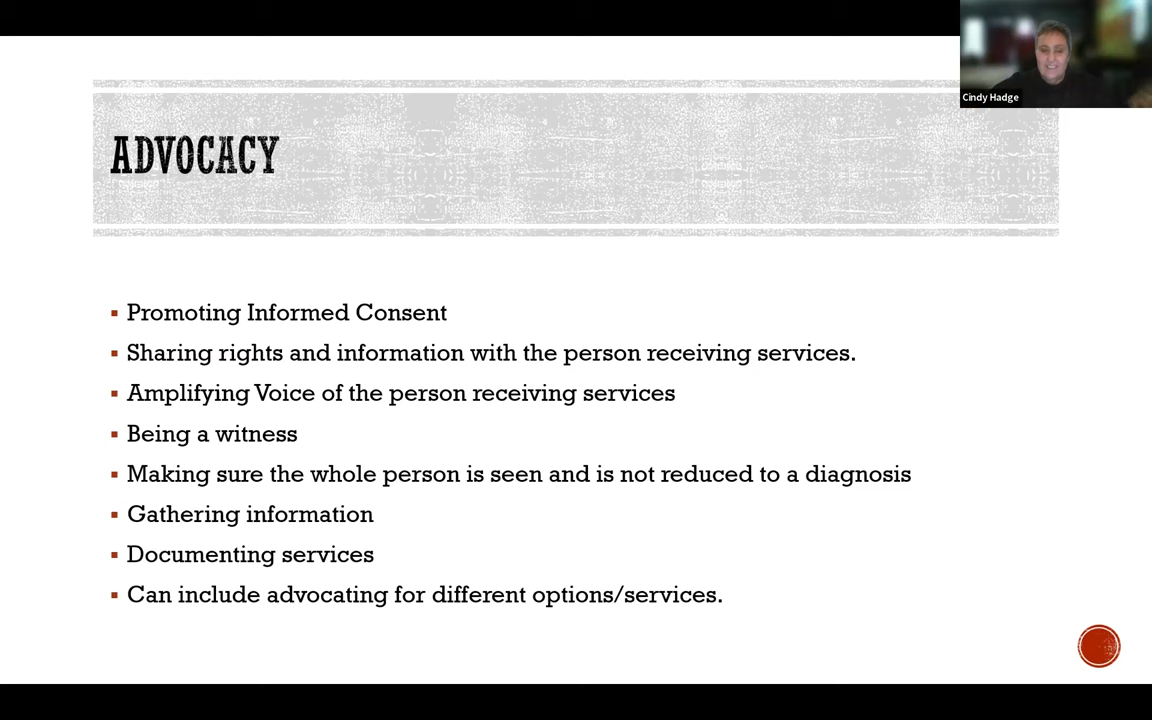 Cindy Hadge
ADVOCACY
Promoting Informed Consent
Sharing rights and information with the person receiving services.
Amplifying Voice of the person receiving services
Being a witness
Making sure the whole person is seen and is not reduced to a diagnosis
Gathering information
Documenting services
Can include advocating for different options/services.